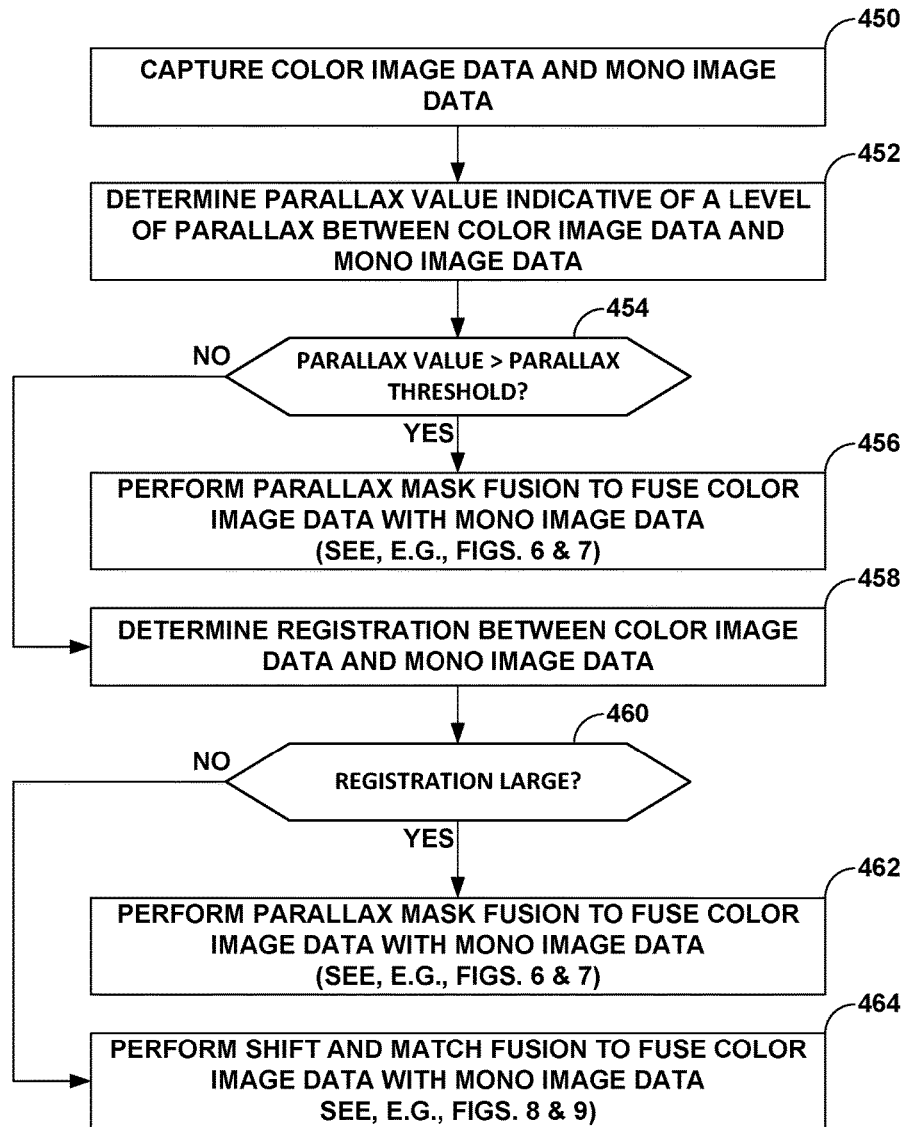 450
CAPTURE COLOR IMAGE DATA AND MONO IMAGE
DATA
452
DETERMINE PARALLAX VALUE INDICATIVE OF A LEVEL
OF PARALLAX BETWEEN COLOR IMAGE DATA AND
MONO IMAGE DATA
454
NO
PARALLAX VALUE > PARALLAX
THRESHOLD?
YES
456
PERFORM PARALLAX MASK FUSION TO FUSE COLOR
IMAGE DATA WITH MONO IMAGE DATA
(SEE, E.G., FIGS. 6 & 7)
458
DETERMINE REGISTRATION BETWEEN COLOR IMAGE
DATA AND MONO IMAGE DATA
460
NO
REGISTRATION LARGE?
YES
462
PERFORM PARALLAX MASK FUSION TO FUSE COLOR
IMAGE DATA WITH MONO IMAGE DATA
(SEE, E.G., FIGS. 6 & 7)
464
PERFORM SHIFT AND MATCH FUSION TO FUSE COLOR
IMAGE DATA WITH MONO IMAGE DATA
SEE, E.G., FIGS. 8 & 9)